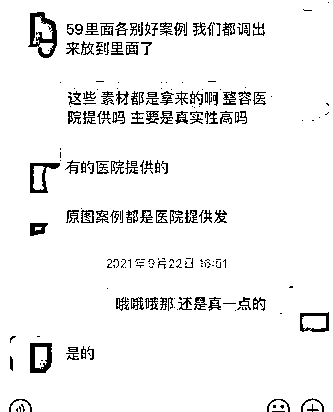 59里面各别好案例 我们都调出
来放到里面了
这些 素材都是拿来的啊 整容医
院提供吗 主要是真实性高吗
有的医院提供的
原图案例都是医院提供发
2021年9月22日 16:51
哦哦哦那 还是真一点的
是的